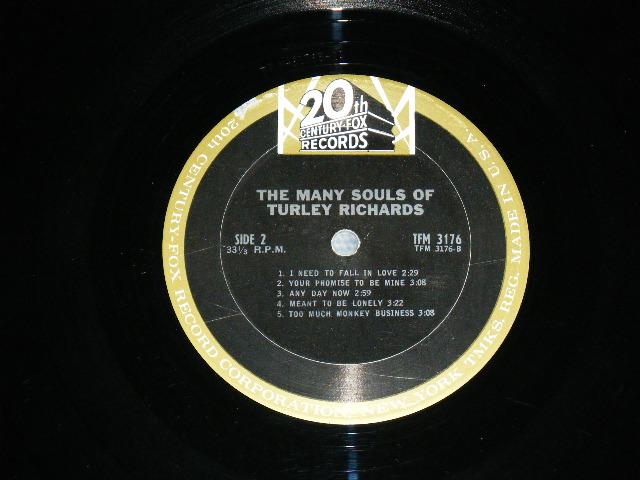 20th
CENTURY-FOX
RECORDS
THE MANY SOULS OF
TURLEY RICHARDS
SIDE 2
33⅓ R.P.M.
TFM 3176
TFM 3176-B
1. I NEED TO FALL IN LOVE 2:29
2. YOUR PHOMISE TO BE MINE 3:08
3. ANY DAY NOW 2:59
4. MEANT TO BE LONELY 3:22
5. TOO MUCH MONKEY BUSINESS 3:08
20th CENTURY-FOX RECORD CORPORATION, NEW YORK TMKS. REG. MADE IN U.S.A.